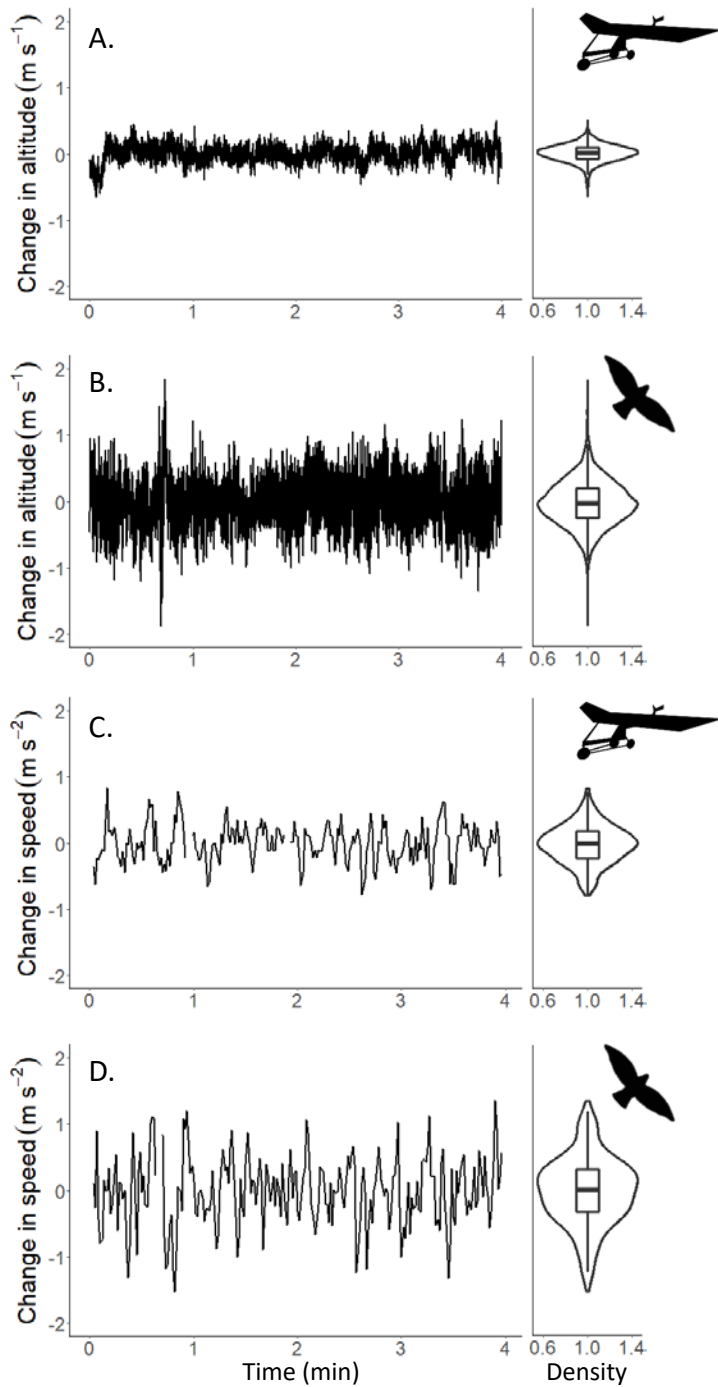 A.
Change in altitude (m s⁻¹)
2
1
0
-1
-2
0 1 2 3 4
0.6 1.0 1.4
B.
Change in altitude (m s⁻¹)
2
1
0
-1
-2
0 1 2 3 4
0.6 1.0 1.4
C.
Change in speed (m s⁻²)
2
1
0
-1
-2
0 1 2 3 4
0.6 1.0 1.4
D.
Change in speed (m s⁻²)
2
1
0
-1
-2
0 1 2 3 4
0.6 1.0 1.4
Time (min) Density